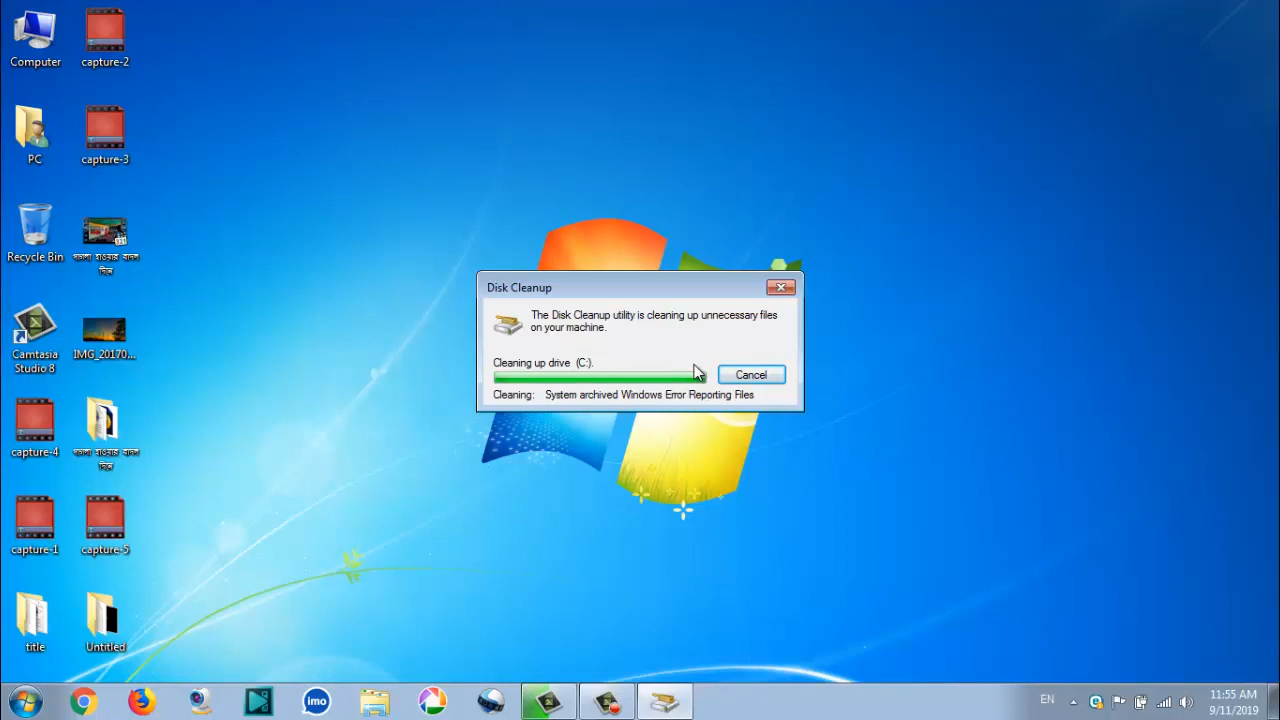 Computer
capture-2
PC
capture-3
Recycle Bin
Camtasia
Studio 8
IMG_20170...
capture-4
capture-1
capture-5
title
Untitled
Disk Cleanup
The Disk Cleanup utility is cleaning up unnecessary files
on your machine.
Cleaning up drive (C:).
Cancel
Cleaning: System archived Windows Error Reporting Files
imo
EN
11:55 AM
9/11/2019